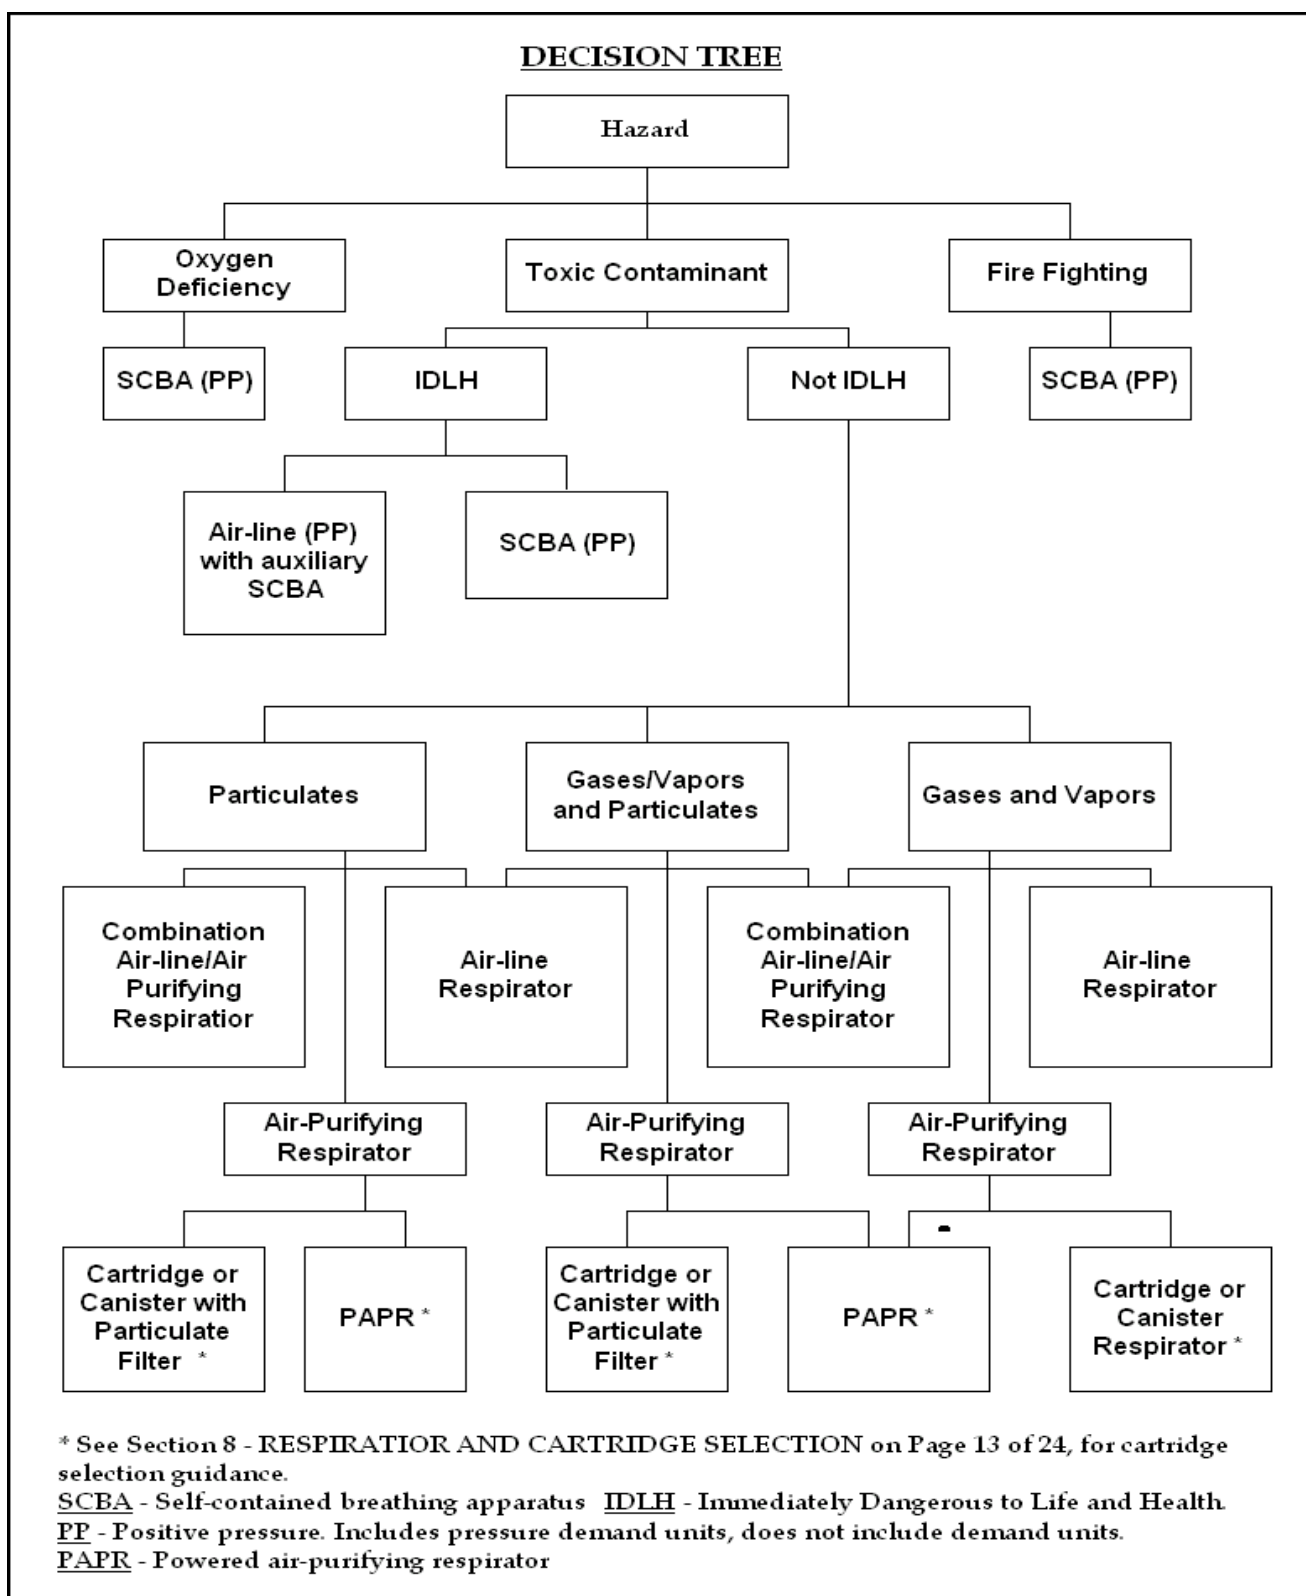 DECISION TREE
Hazard
Oxygen
Deficiency
Toxic Contaminant
Fire Fighting
SCBA (PP)
IDLH
Not IDLH
SCBA (PP)
Air-line (PP)
with auxiliary
SCBA
SCBA (PP)
Particulates
Gases/Vapors
and Particulates
Gases and Vapors
Combination
Air-line/Air
Purifying
Respiratior
Air-line
Respirator
Combination
Air-line/Air
Purifying
Respirator
Air-line
Respirator
Air-Purifying
Respirator
Air-Purifying
Respirator
Air-Purifying
Respirator
Cartridge or
Canister with
Particulate
Filter *
PAPR *
Cartridge or
Canister with
Particulate
Filter *
PAPR *
Cartridge or
Canister
Respirator *
* See Section 8 - RESPIRATIOR AND CARTRIDGE SELECTION on Page 13 of 24, for cartridge
selection guidance.
SCBA - Self-contained breathing apparatus IDLH - Immediately Dangerous to Life and Health.
PP - Positive pressure. Includes pressure demand units, does not include demand units.
PAPR - Powered air-purifying respirator